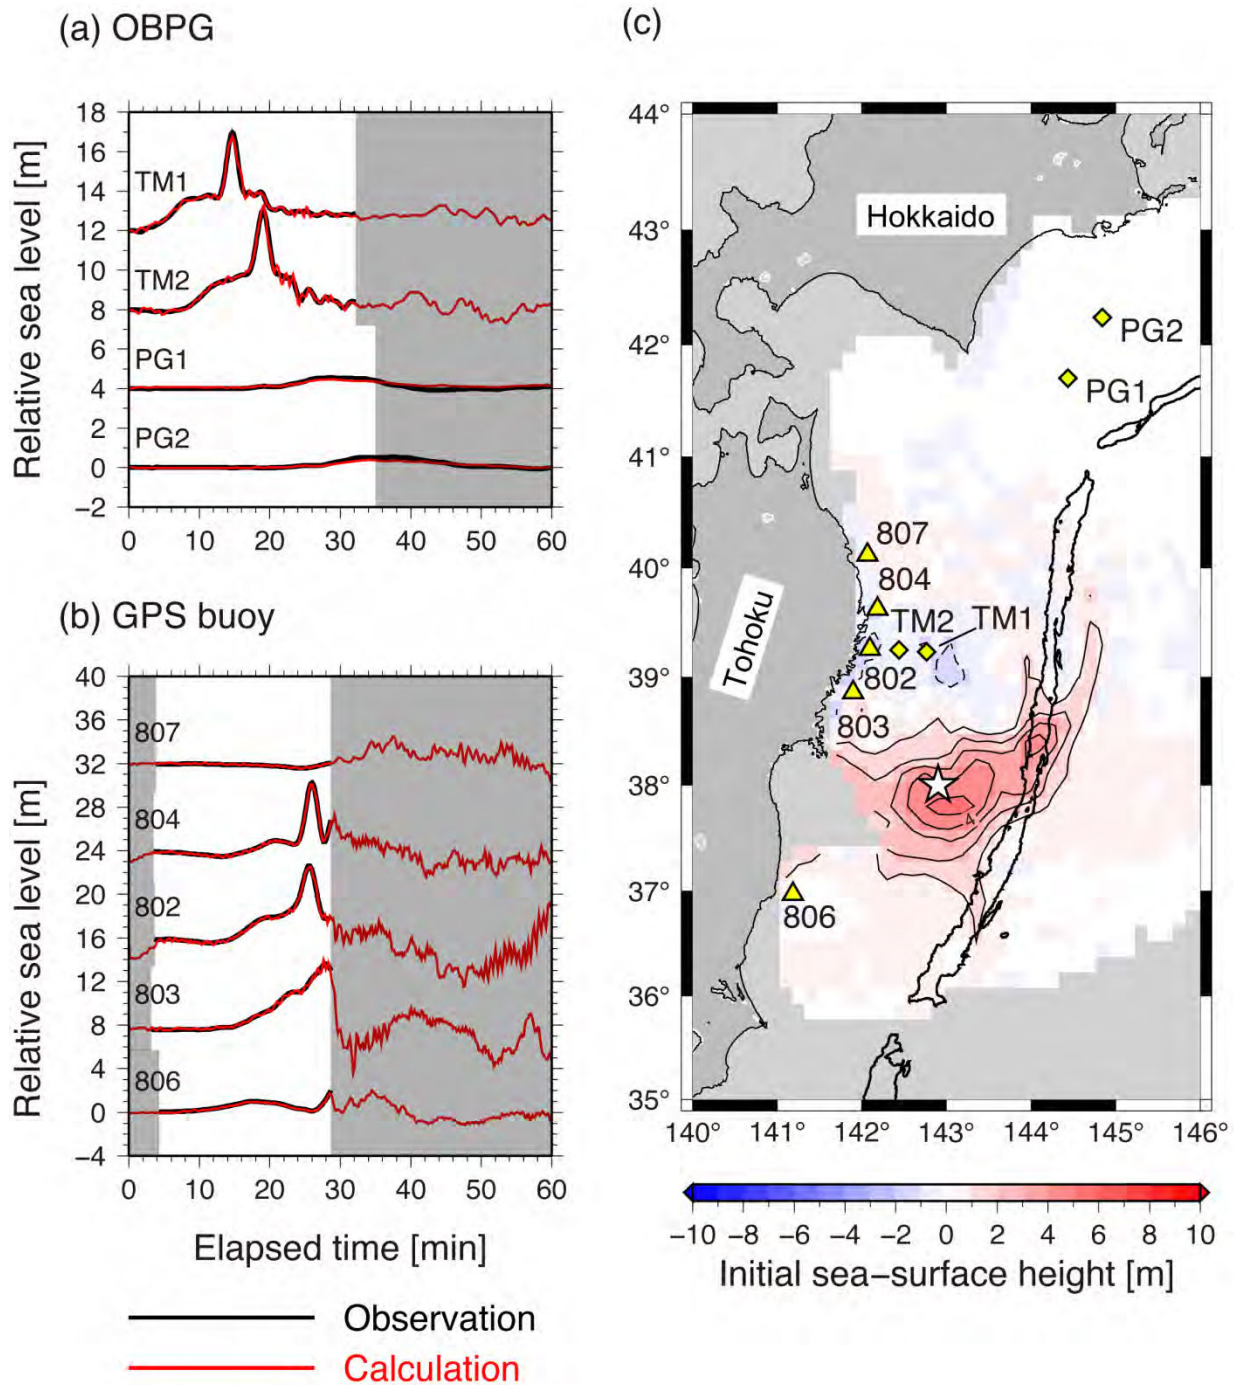 (a) OBPG
Relative sea level [m]
18
16
14
12
10
8
6
4
2
0
−2
TM1
TM2
PG1
PG2
0 10 20 30 40 50 60
(b) GPS buoy
Relative sea level [m]
40
36
32
28
24
20
16
12
8
4
0
−4
807
804
802
803
806
0 10 20 30 40 50 60
Elapsed time [min]
Observation
Calculation
(c)
44°
43°
42°
41°
40°
39°
38°
37°
36°
35°
Hokkaido
PG2
PG1
807
804
TM2 TM1
Tohoku
802
803
4
806
140° 141° 142° 143° 144° 145° 146°
−10 −8 −6 −4 −2 0 2 4 6 8 10
Initial sea−surface height [m]